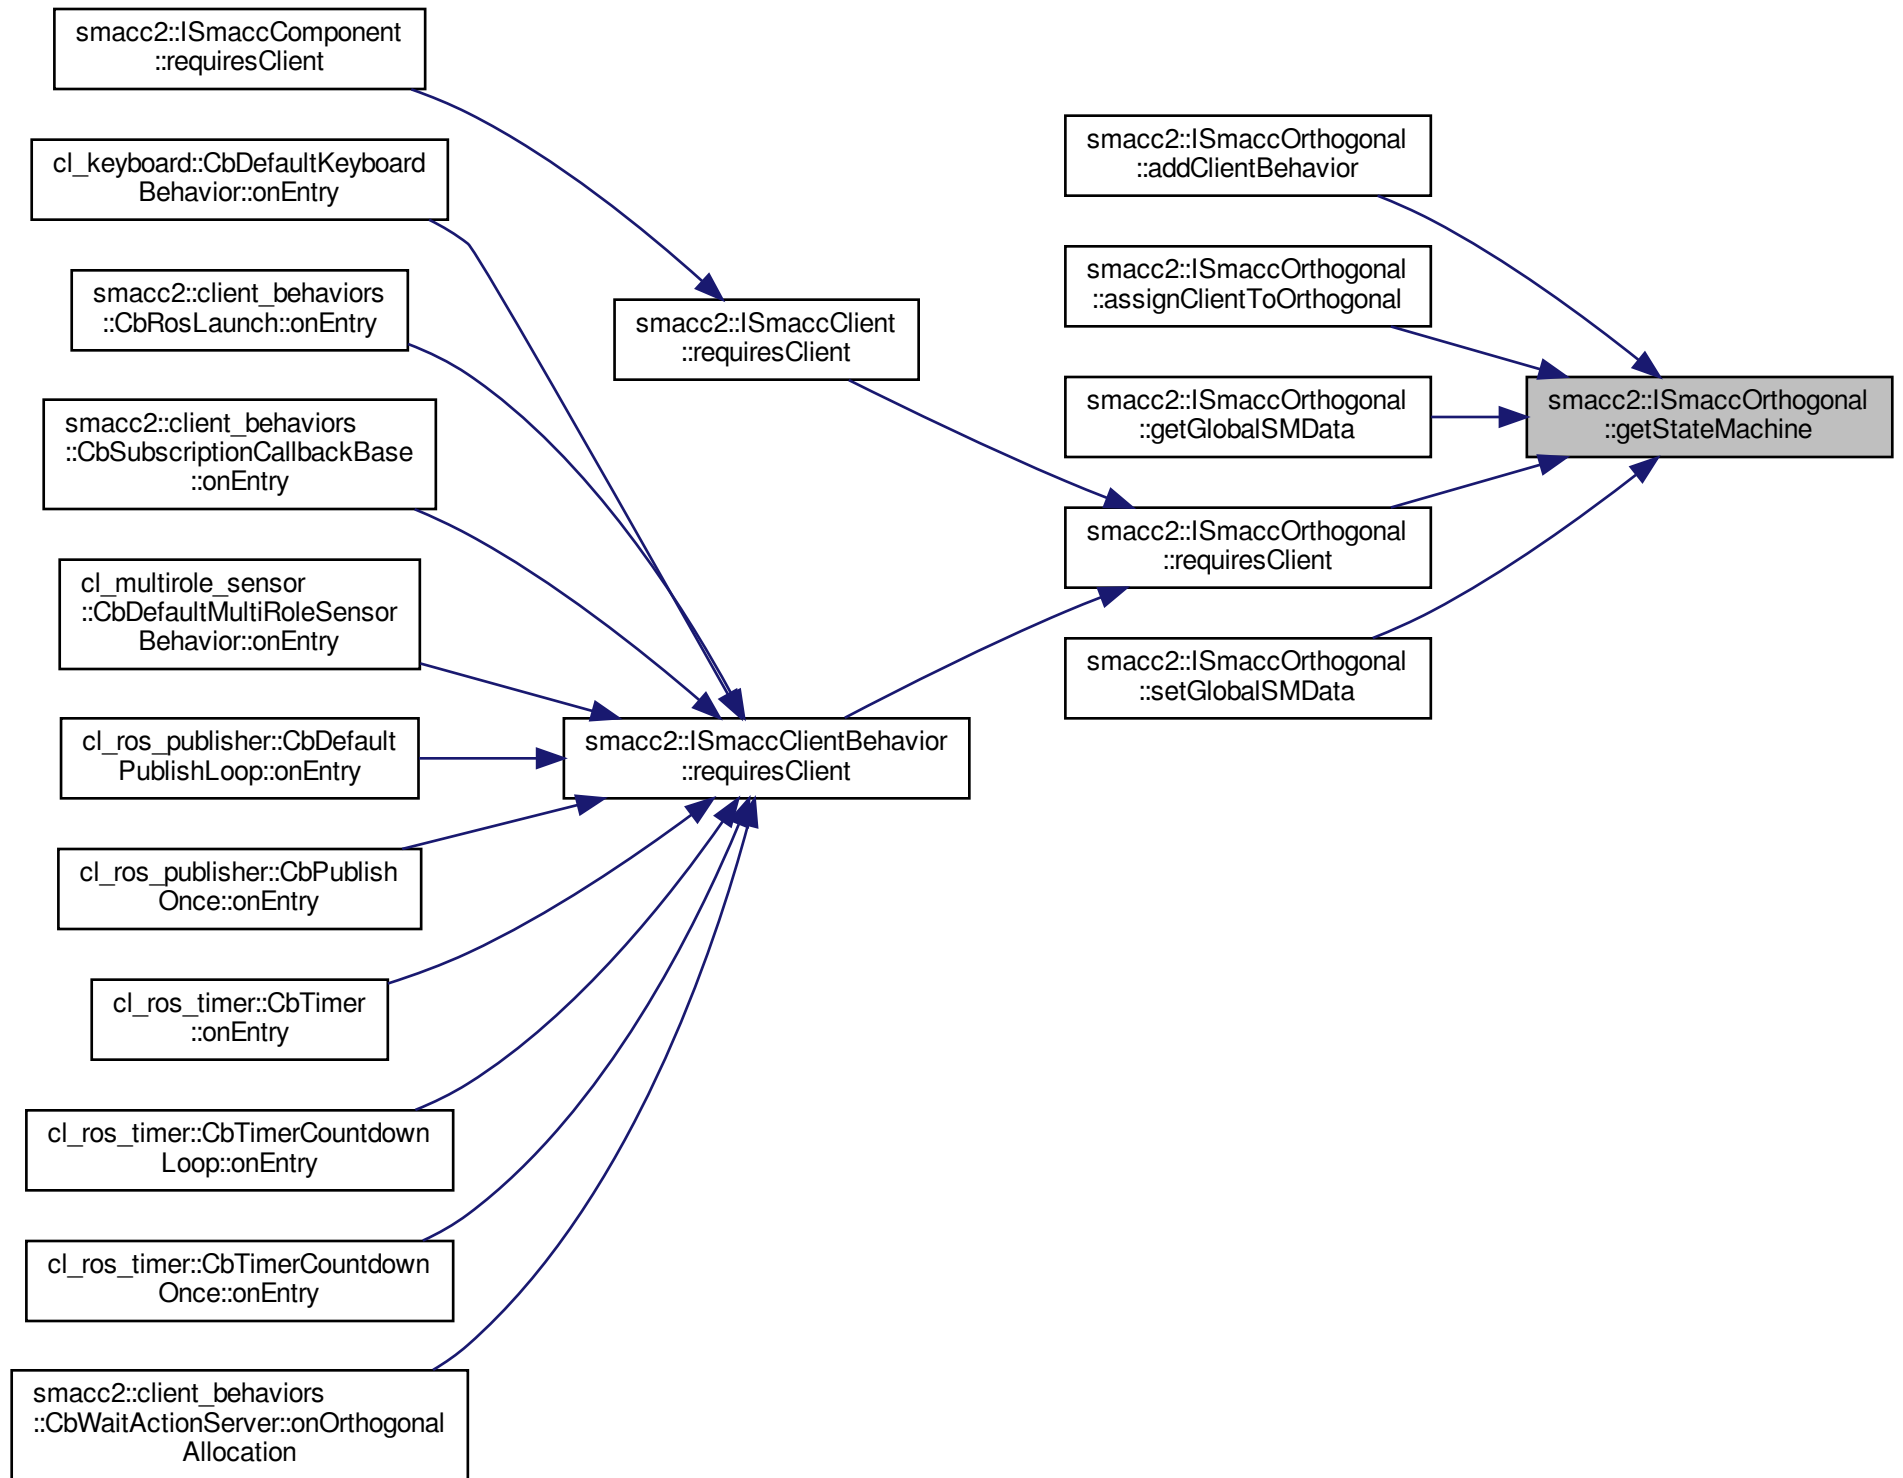 smacc2::ISmaccComponent
::requiresClient
cl_keyboard::CbDefaultKeyboard
Behavior::onEntry
smacc2::client_behaviors
::CbRosLaunch::onEntry
smacc2::client_behaviors
::CbSubscriptionCallbackBase
::onEntry
cl_multirole_sensor
::CbDefaultMultiRoleSensor
Behavior::onEntry
cl_ros_publisher::CbDefault
PublishLoop::onEntry
cl_ros_publisher::CbPublish
Once::onEntry
cl_ros_timer::CbTimer
::onEntry
cl_ros_timer::CbTimerCountdown
Loop::onEntry
cl_ros_timer::CbTimerCountdown
Once::onEntry
smacc2::client_behaviors
::CbWaitActionServer::onOrthogonal
Allocation
smacc2::ISmaccClient
::requiresClient
smacc2::ISmaccClientBehavior
::requiresClient
smacc2::ISmaccOrthogonal
::addClientBehavior
smacc2::ISmaccOrthogonal
::assignClientToOrthogonal
smacc2::ISmaccOrthogonal
::getGlobalSMData
smacc2::ISmaccOrthogonal
::requiresClient
smacc2::ISmaccOrthogonal
::setGlobalSMData
smacc2::ISmaccOrthogonal
::getStateMachine